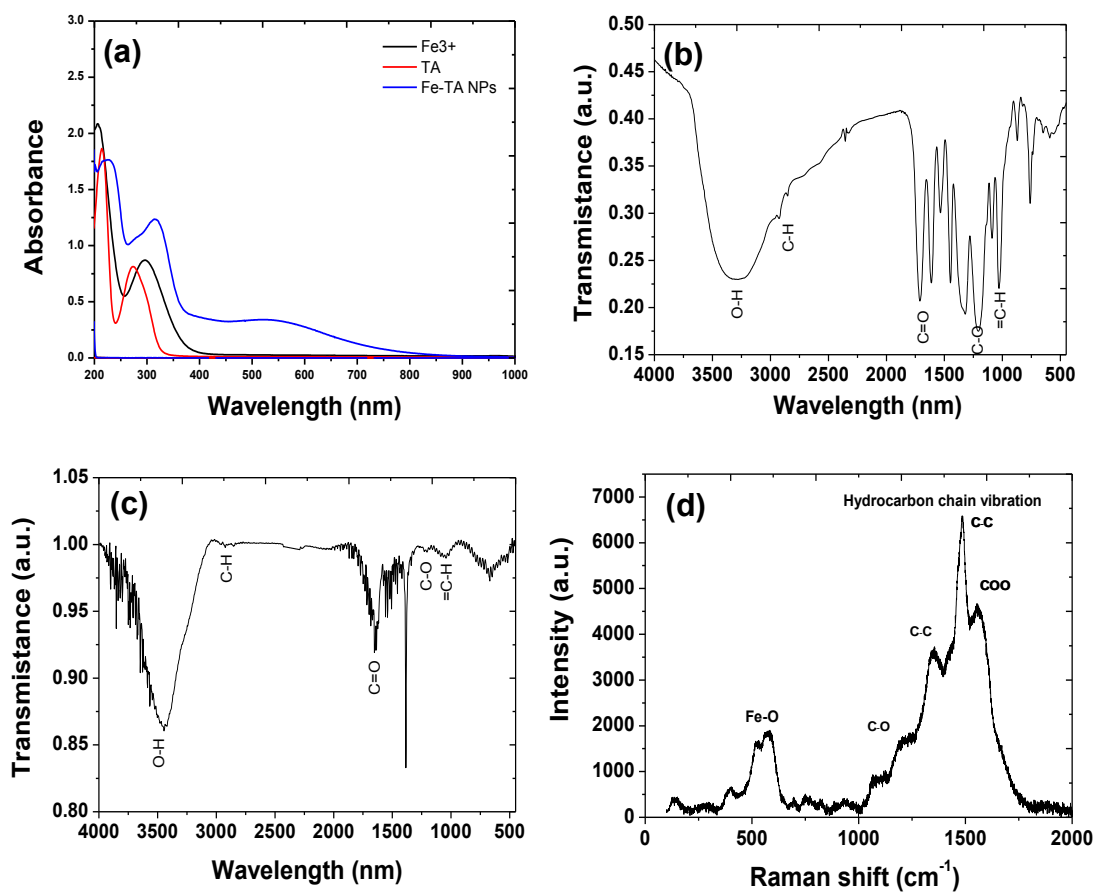 (a)
Fe3+
TA
Fe-TA NPs
3.0
2.5
2.0
1.5
1.0
0.5
0.0
Absorbance
200 300 400 500 600 700 800 900 1000
Wavelength (nm)
(b)
0.50
0.45
0.40
0.35
0.30
0.25
0.20
0.15
Transmistance (a.u.)
O-H
C-H
C=O
C-O
=C-H
4000 3500 3000 2500 2000 1500 1000 500
Wavelength (nm)
(c)
1.05
1.00
0.95
0.90
0.85
0.80
Transmistance (a.u.)
O-H
C-H
C=O
C-O
=C-H
4000 3500 3000 2500 2000 1500 1000 500
Wavelength (nm)
(d)
7000
6000
5000
4000
3000
2000
1000
0
Intensity (a.u.)
Hydrocarbon chain vibration
C-C
COO
C-C
C-O
Fe-O
0 500 1000 1500 2000
Raman shift (cm⁻¹)